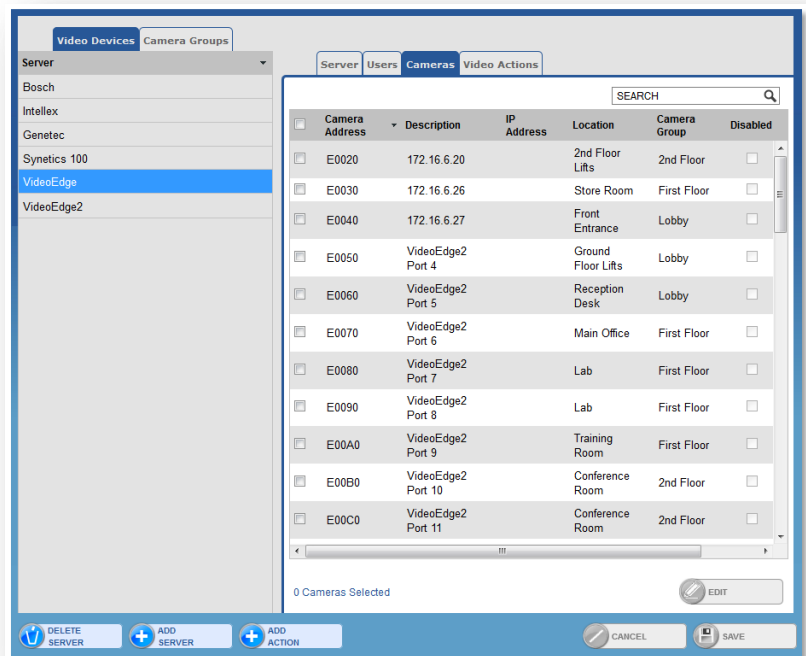 Video Devices Camera Groups
Server
Bosch
Intellex
Genetec
Synetics 100
VideoEdge
VideoEdge2
Server Users Cameras Video Actions
SEARCH
Camera Address Description IP Address Location Camera Group Disabled
E0020 172.16.6.20 2nd Floor Lifts 2nd Floor
E0030 172.16.6.26 Store Room First Floor
E0040 172.16.6.27 Front Entrance Lobby
E0050 VideoEdge2 Port 4 Ground Floor Lifts Lobby
E0060 VideoEdge2 Port 5 Reception Desk Lobby
E0070 VideoEdge2 Port 6 Main Office First Floor
E0080 VideoEdge2 Port 7 Lab First Floor
E0090 VideoEdge2 Port 8 Lab First Floor
E00A0 VideoEdge2 Port 9 Training Room First Floor
E00B0 VideoEdge2 Port 10 Conference Room 2nd Floor
E00C0 VideoEdge2 Port 11 Conference Room 2nd Floor
0 Cameras Selected
EDIT
DELETE SERVER
ADD SERVER
ADD ACTION
CANCEL
SAVE